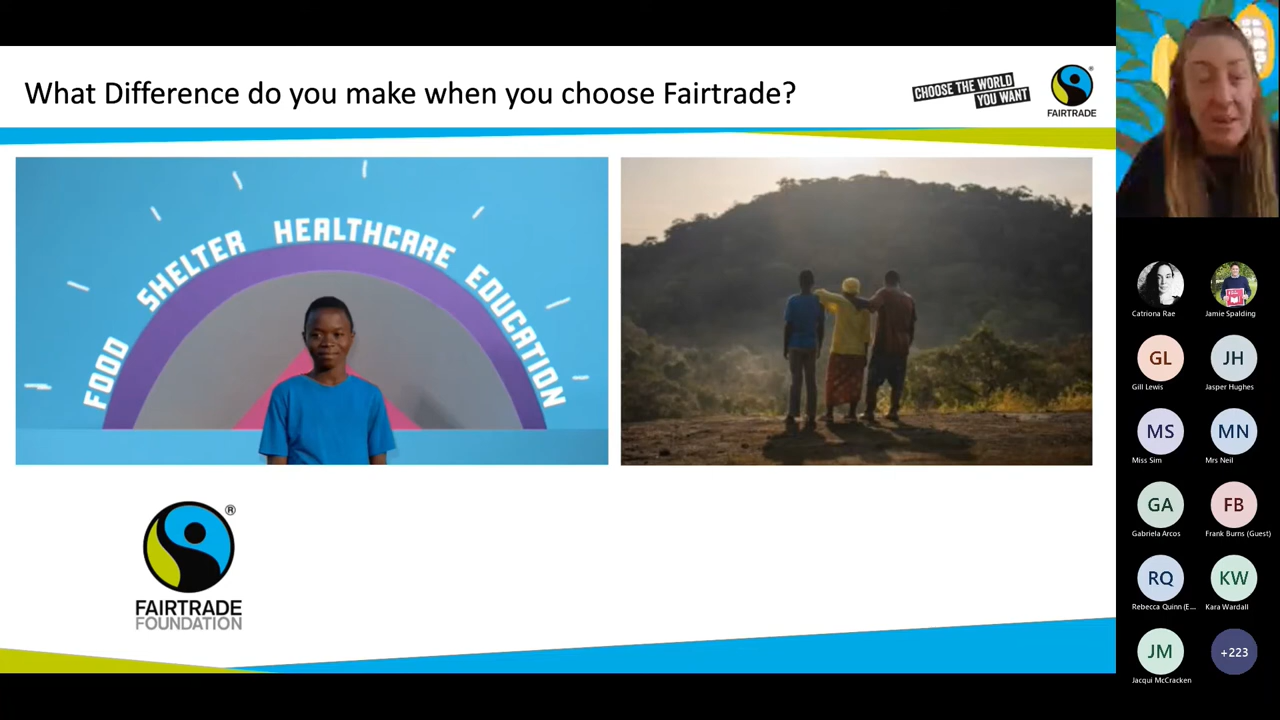 What Difference do you make when you choose Fairtrade?
CHOOSE THE WORLD
YOU WANT
®
FAIRTRADE
FOOD SHELTER HEALTHCARE EDUCATION
®
FAIRTRADE
FOUNDATION
Catriona Rae
Jamie Spalding
GL
JH
Gill Lewis
Jasper Hughes
MS
MN
Miss Sim
Mrs Neil
GA
FB
Gabriela Arcos
Frank Burns (Guest)
RQ
KW
Rebecca Quinn (E...
Kara Wardall
JM
+223
Jacqui McCracken